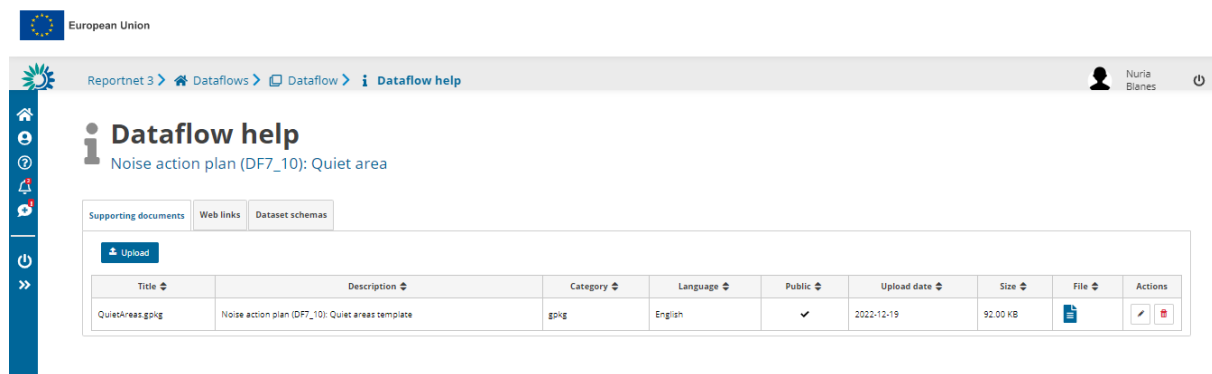 European Union
Reportnet 3 Dataflows Dataflow Dataflow help
Nuria
Blanes
Dataflow help
Noise action plan (DF7_10): Quiet area
Supporting documents Web links Dataset schemas
Upload
Title Description Category Language Public Upload date Size File Actions
QuietAreas.gpkg Noise action plan (DF7_10): Quiet areas template gpkg English 2022-12-19 92.00 KB